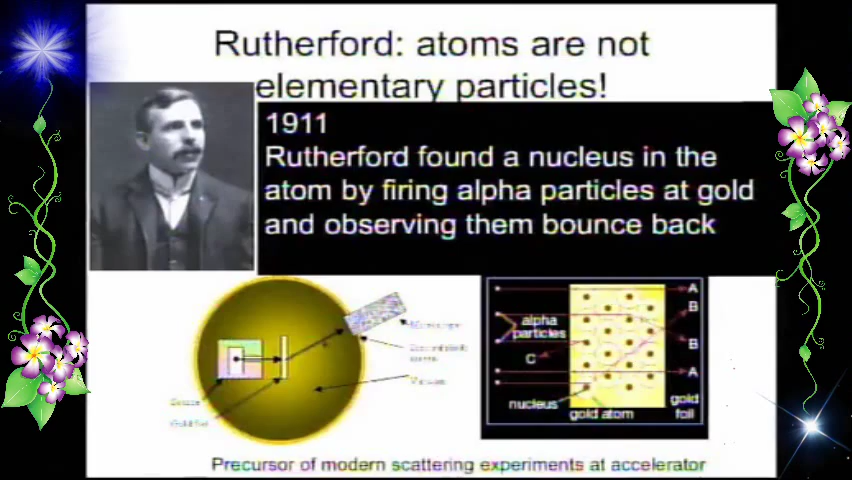 Rutherford: atoms are not
elementary particles!
1911
Rutherford found a nucleus in the
atom by firing alpha particles at gold
and observing them bounce back
A
B
alpha
particles
C
B
A
nucleus
gold atom
gold
foil
Precursor of modern scattering experiments at accelerator